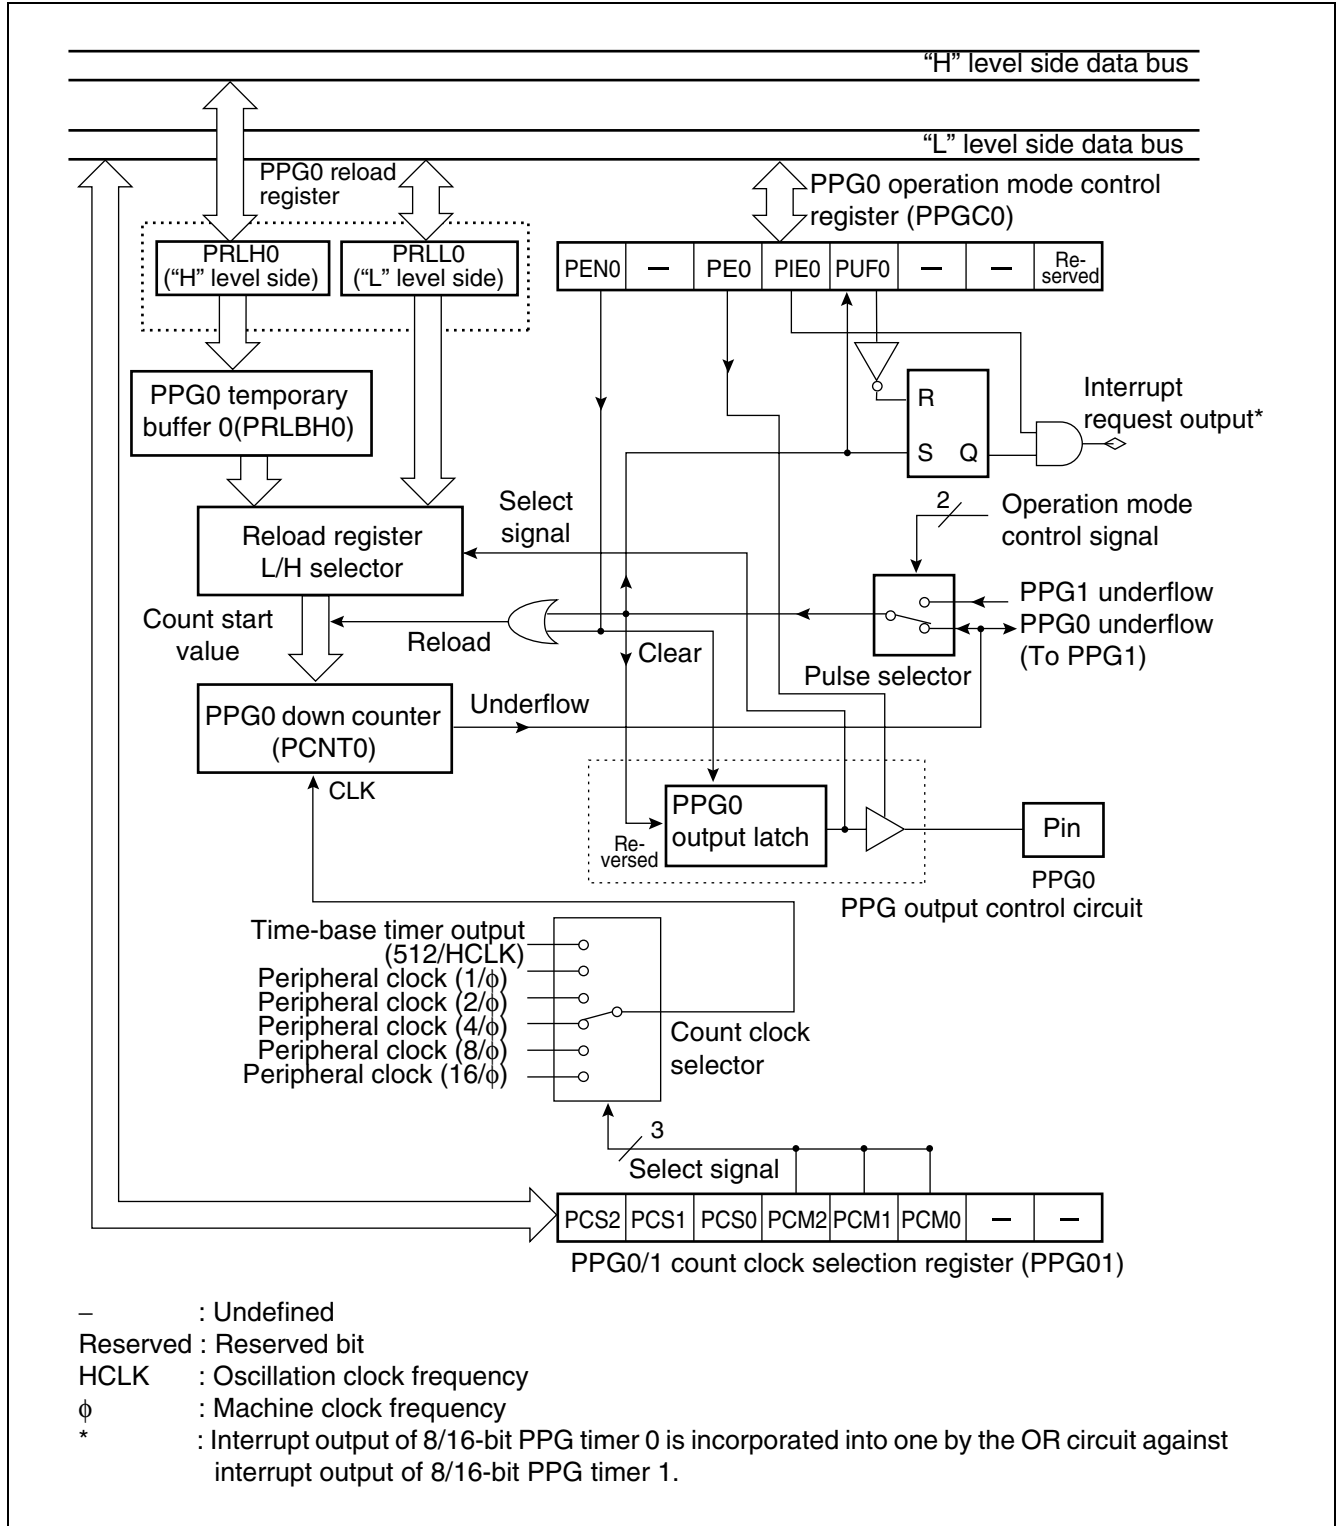 “H” level side data bus
“L” level side data bus
PPG0 reload
register
PPG0 operation mode control
register (PPGC0)
PRLH0
(“H” level side)
PRLL0
(“L” level side)
PEN0
—
PE0
PIE0
PUF0
—
—
Re-
served
PPG0 temporary
buffer 0(PRLBH0)
R
S
Q
Interrupt
request output*
Select
signal
2
Operation mode
control signal
Reload register
L/H selector
Count start
value
Reload
Clear
PPG1 underflow
PPG0 underflow
(To PPG1)
Pulse selector
PPG0 down counter
(PCNT0)
Underflow
CLK
PPG0
output latch
Re-
versed
Pin
PPG0
PPG output control circuit
Time-base timer output
(512/HCLK)
Peripheral clock (1/ϕ)
Peripheral clock (2/ϕ)
Peripheral clock (4/ϕ)
Peripheral clock (8/ϕ)
Peripheral clock (16/ϕ)
Count clock
selector
3
Select signal
PCS2
PCS1
PCS0
PCM2
PCM1
PCM0
—
—
PPG0/1 count clock selection register (PPG01)
– : Undefined
Reserved : Reserved bit
HCLK : Oscillation clock frequency
ϕ : Machine clock frequency
* : Interrupt output of 8/16-bit PPG timer 0 is incorporated into one by the OR circuit against
interrupt output of 8/16-bit PPG timer 1.